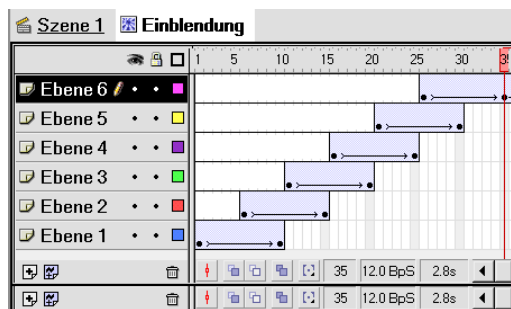 Szene 1 Einblendung
1 5 10 15 20 25 30 35
Ebene 6
Ebene 5
Ebene 4
Ebene 3
Ebene 2
Ebene 1
35 12.0 BpS 2.8s
35 12.0 BpS 2.8s